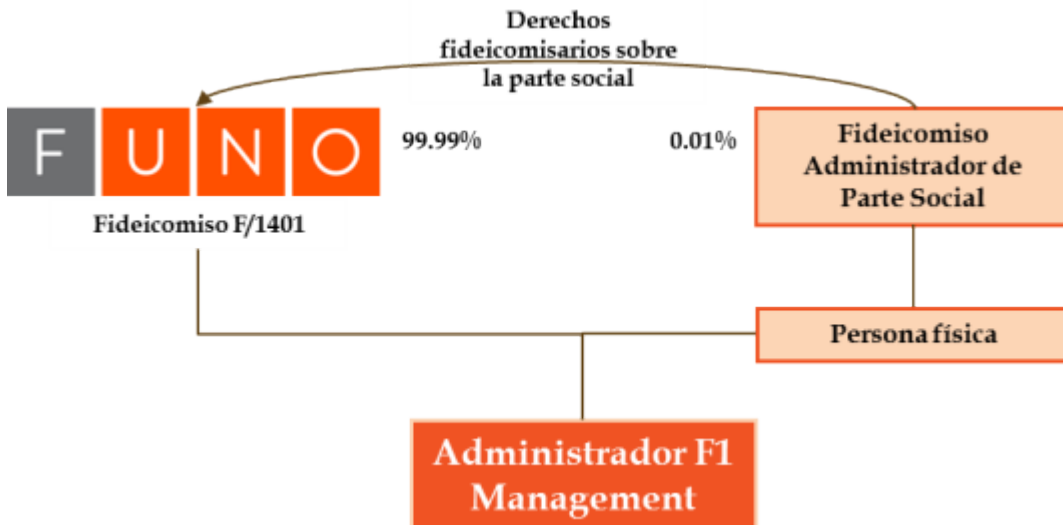 Derechos
fideicomisarios sobre
la parte social
FUNO
99.99%
0.01%
Fideicomiso
Administrador de
Parte Social
Fideicomiso F/1401
Persona física
Administrador F1
Management